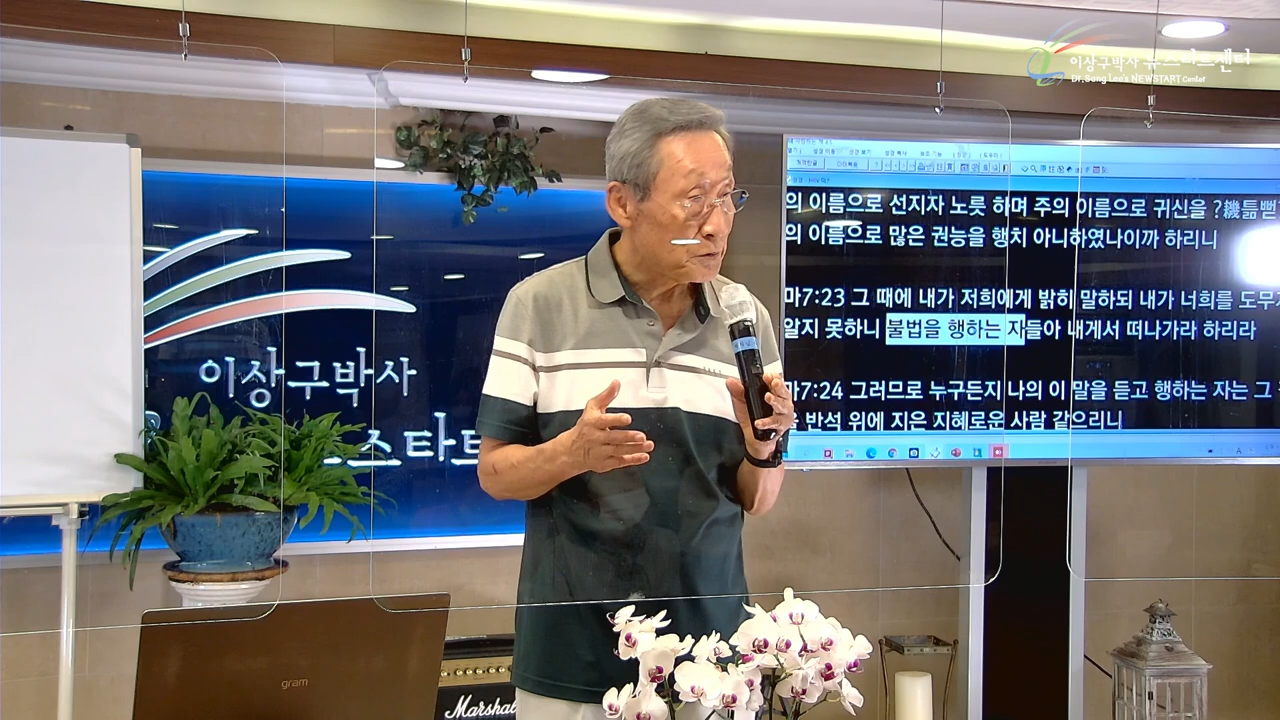 이상구박사 뉴스타트센터
Dr. Sang Lee's NEWSTART Center
이상구박사
스타트
의 이름으로 선지자 노릇 하며 주의 이름으로 귀신을 ?機듦뻗
의 이름으로 많은 권능을 행치 아니하였나이까 하리니
마7:23 그 때에 내가 저희에게 밝히 말하되 내가 너희를 도무지
알지 못하니 불법을 행하는 자들아 내게서 떠나가라 하리라
마7:24 그러므로 누구든지 나의 이 말을 듣고 행하는 자는 그
반석 위에 지은 지혜로운 사람 같으리니
gram
Marshal